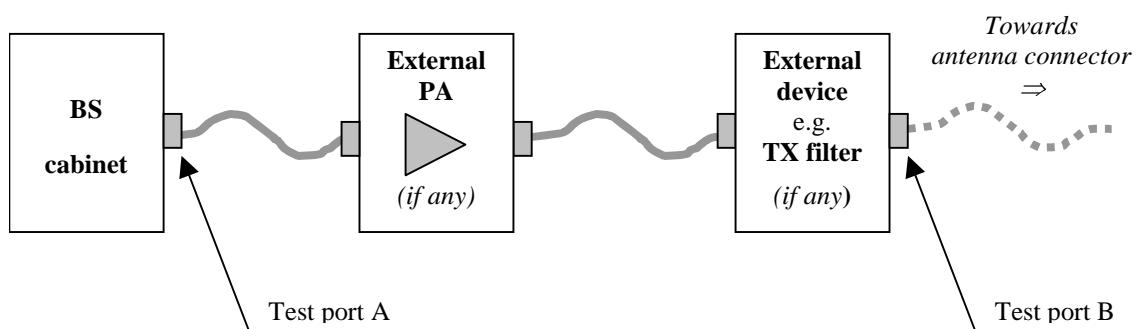 BS
cabinet
External
PA
(if any)
External
device
e.g.
TX filter
(if any)
Towards
antenna connector
⇒
Test port A
Test port B